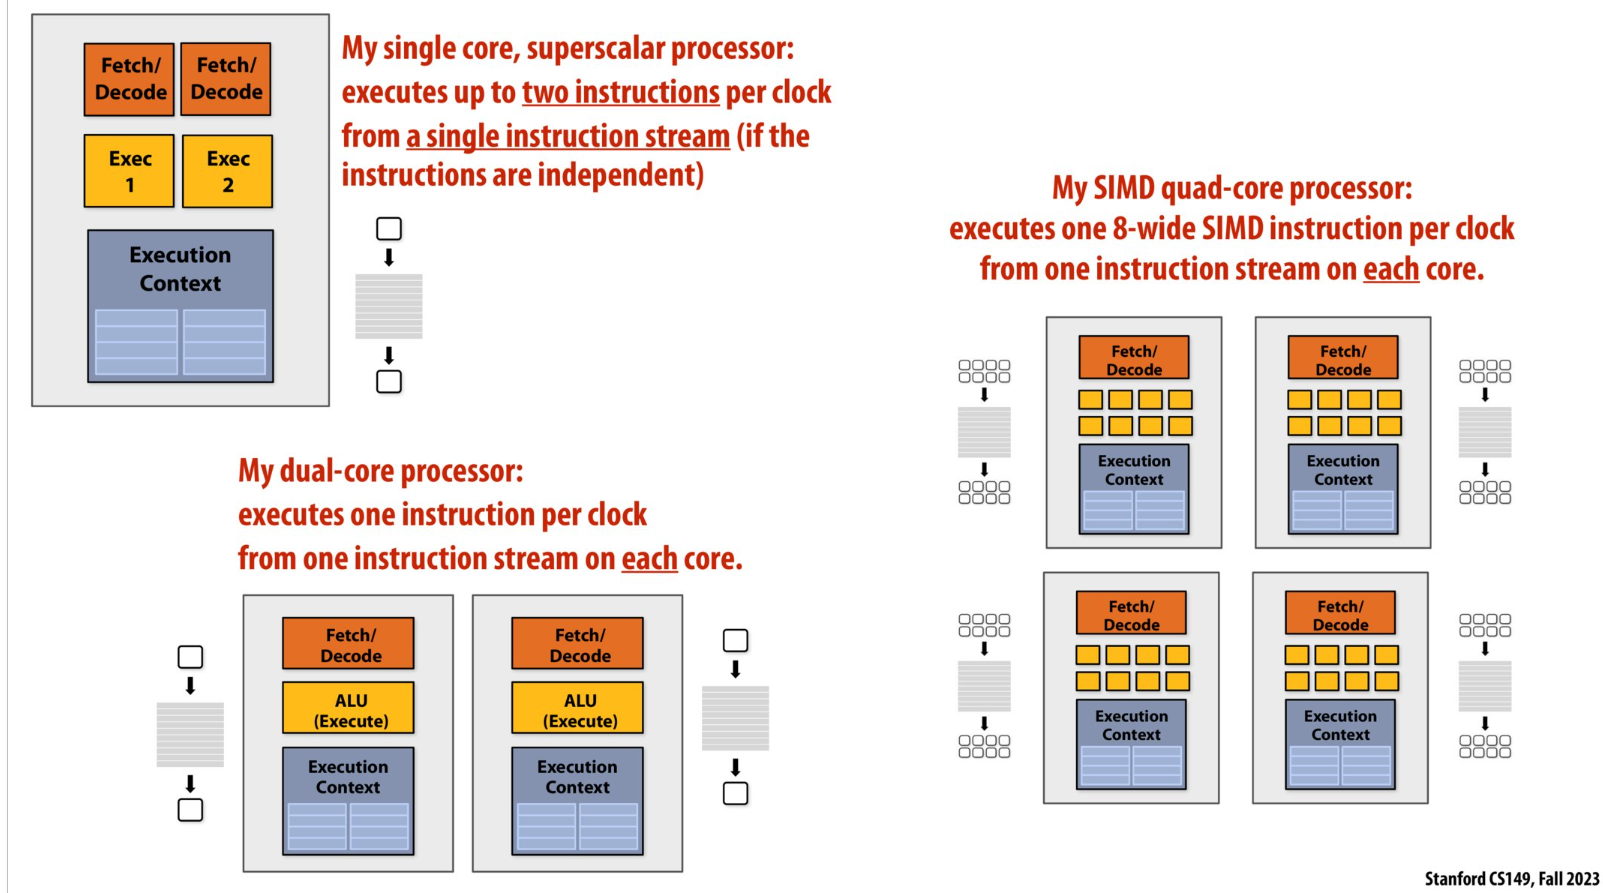 Fetch/
Decode
Fetch/
Decode
Exec
1
Exec
2
Execution
Context
My single core, superscalar processor:
executes up to two instructions per clock
from a single instruction stream (if the
instructions are independent)
My dual-core processor:
executes one instruction per clock
from one instruction stream on each core.
Fetch/
Decode
ALU
(Execute)
Execution
Context
Fetch/
Decode
ALU
(Execute)
Execution
Context
My SIMD quad-core processor:
executes one 8-wide SIMD instruction per clock
from one instruction stream on each core.
Fetch/
Decode
Execution
Context
Fetch/
Decode
Execution
Context
Fetch/
Decode
Execution
Context
Fetch/
Decode
Execution
Context
Stanford CS149, Fall 2023